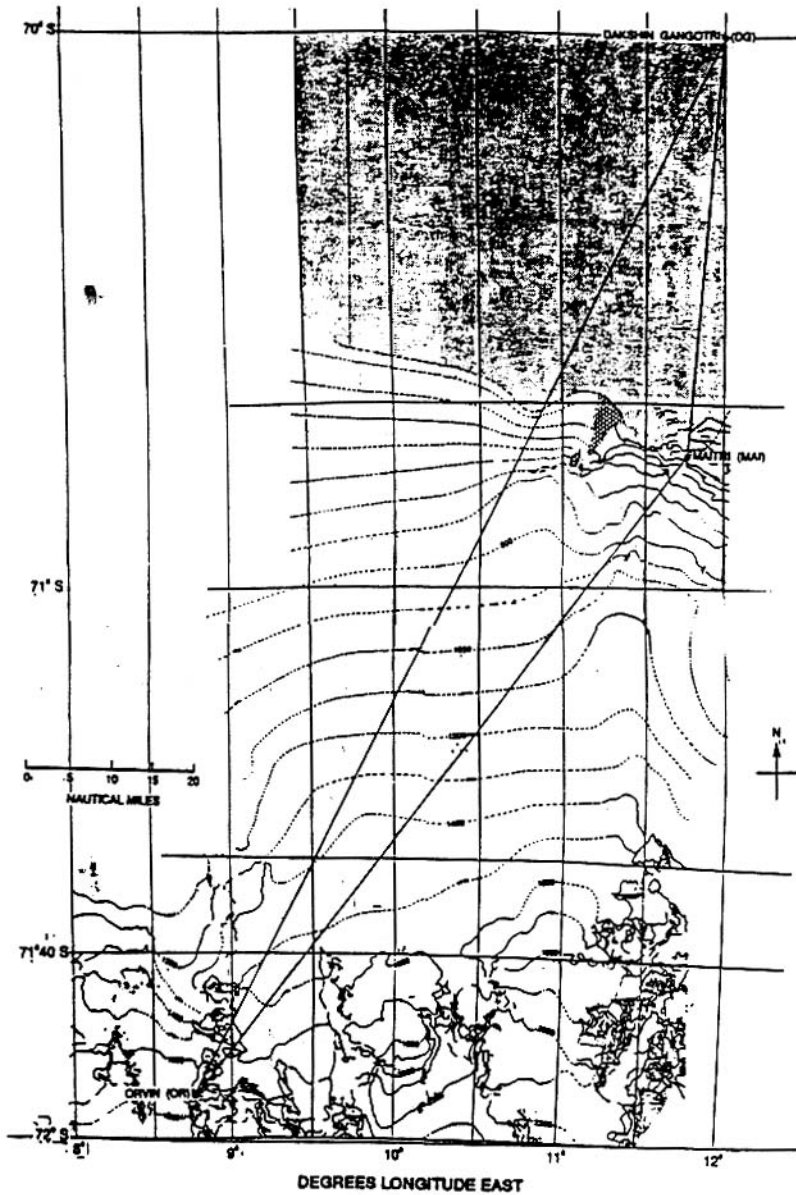 70° S
DAKSHIN GANGOTRI (DG)
MAITRI (MAI)
71° S
N
0 5 10 15 20
NAUTICAL MILES
71°40 S
ORVIN (OR)
72° S
8° 9° 10° 11° 12°
DEGREES LONGITUDE EAST